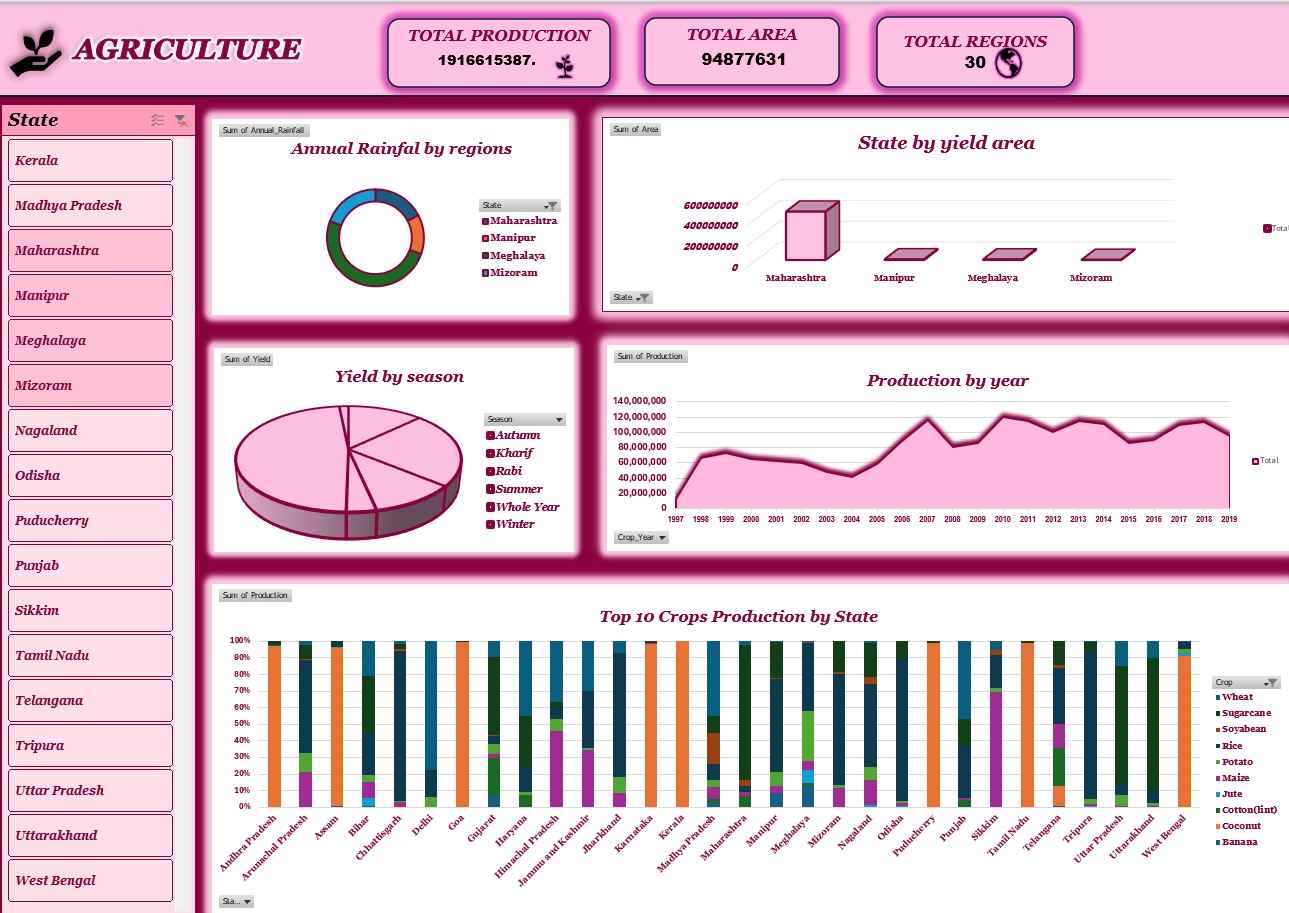 AGRICULTURE
TOTAL PRODUCTION
1916615387.
TOTAL AREA
94877631
TOTAL REGIONS
30
State
Kerala
Madhya Pradesh
Maharashtra
Manipur
Meghalaya
Mizoram
Nagaland
Odisha
Puducherry
Punjab
Sikkim
Tamil Nadu
Telangana
Tripura
Uttar Pradesh
Uttarakhand
West Bengal
Sum of Annual_Rainfall
Annual Rainfal by regions
State
Maharashtra
Manipur
Meghalaya
Mizoram
Sum of Area
State by yield area
600000000
400000000
200000000
0
Maharashtra Manipur Meghalaya Mizoram
Total
State
Sum of Yield
Yield by season
Season
Autumn
Kharif
Rabi
Summer
Whole Year
Winter
Sum of Production
Production by year
140,000,000
120,000,000
100,000,000
80,000,000
60,000,000
40,000,000
20,000,000
0
1997 1998 1999 2000 2001 2002 2003 2004 2005 2006 2007 2008 2009 2010 2011 2012 2013 2014 2015 2016 2017 2018 2019
Total
Crop_Year
Sum of Production
Top 10 Crops Production by State
100%
90%
80%
70%
60%
50%
40%
30%
20%
10%
0%
Andhra Pradesh
Arunachal Pradesh
Assam
Bihar
Chhattisgarh
Delhi
Goa
Gujarat
Haryana
Himachal Pradesh
Jammu and Kashmir
Jharkhand
Karnataka
Kerala
Madhya Pradesh
Maharashtra
Manipur
Meghalaya
Mizoram
Nagaland
Odisha
Puducherry
Punjab
Sikkim
Tamil Nadu
Telangana
Tripura
Uttar Pradesh
Uttarakhand
West Bengal
Crop
Wheat
Sugarcane
Soyabean
Rice
Potato
Maize
Jute
Cotton(lint)
Coconut
Banana
Sta...